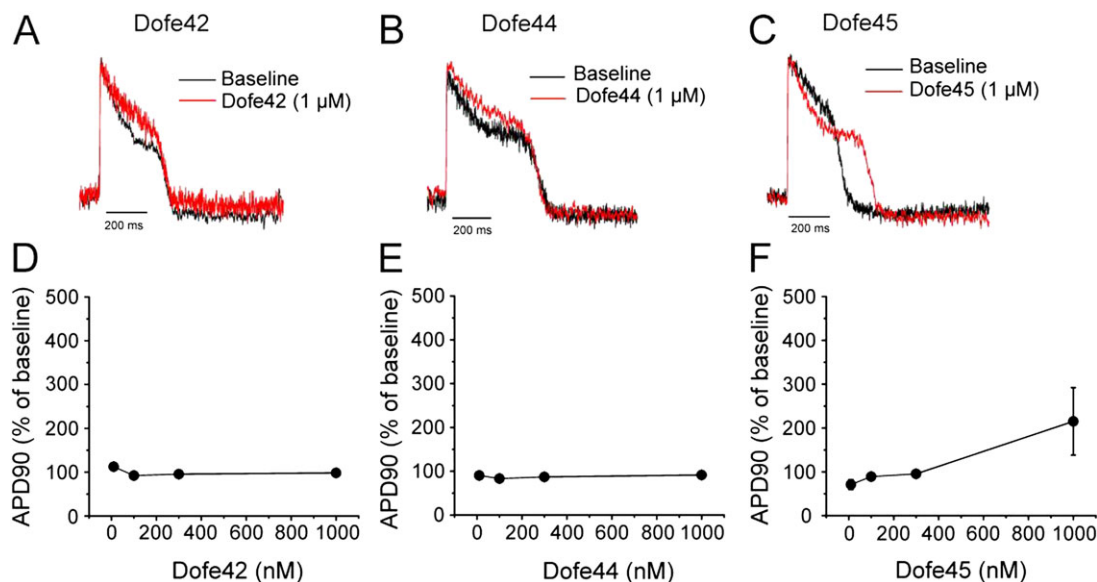 A Dofe42
Baseline
Dofe42 (1 µM)
200 ms
B Dofe44
Baseline
Dofe44 (1 µM)
200 ms
C Dofe45
Baseline
Dofe45 (1 µM)
200 ms
D
APD90 (% of baseline)
500
400
300
200
100
0
0 200 400 600 800 1000
Dofe42 (nM)
E
APD90 (% of baseline)
500
400
300
200
100
0
0 200 400 600 800 1000
Dofe44 (nM)
F
APD90 (% of baseline)
500
400
300
200
100
0
0 200 400 600 800 1000
Dofe45 (nM)